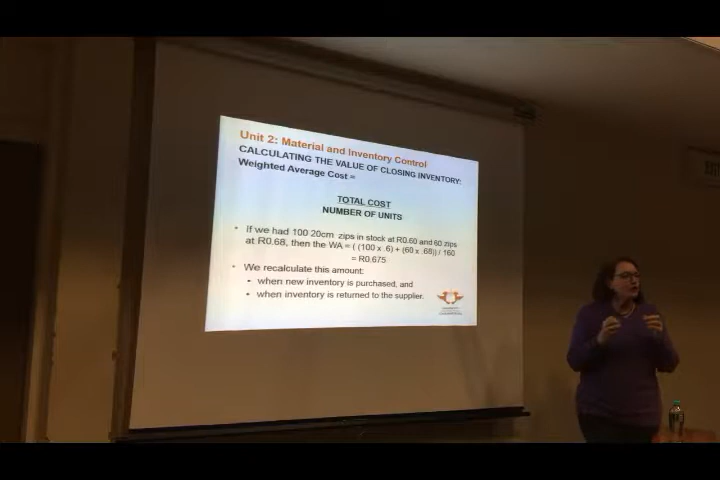 Unit 2: Material and Inventory Control
CALCULATING THE VALUE OF CLOSING INVENTORY:
Weighted Average Cost =
TOTAL COST
NUMBER OF UNITS
• If we had 100 20cm zips in stock at R0.60 and 60 zips
at R0.68, then the WA = ( (100 x .6) + (60 x .68)) / 160
= R0.675
• We recalculate this amount:
• when new inventory is purchased, and
• when inventory is returned to the supplier.